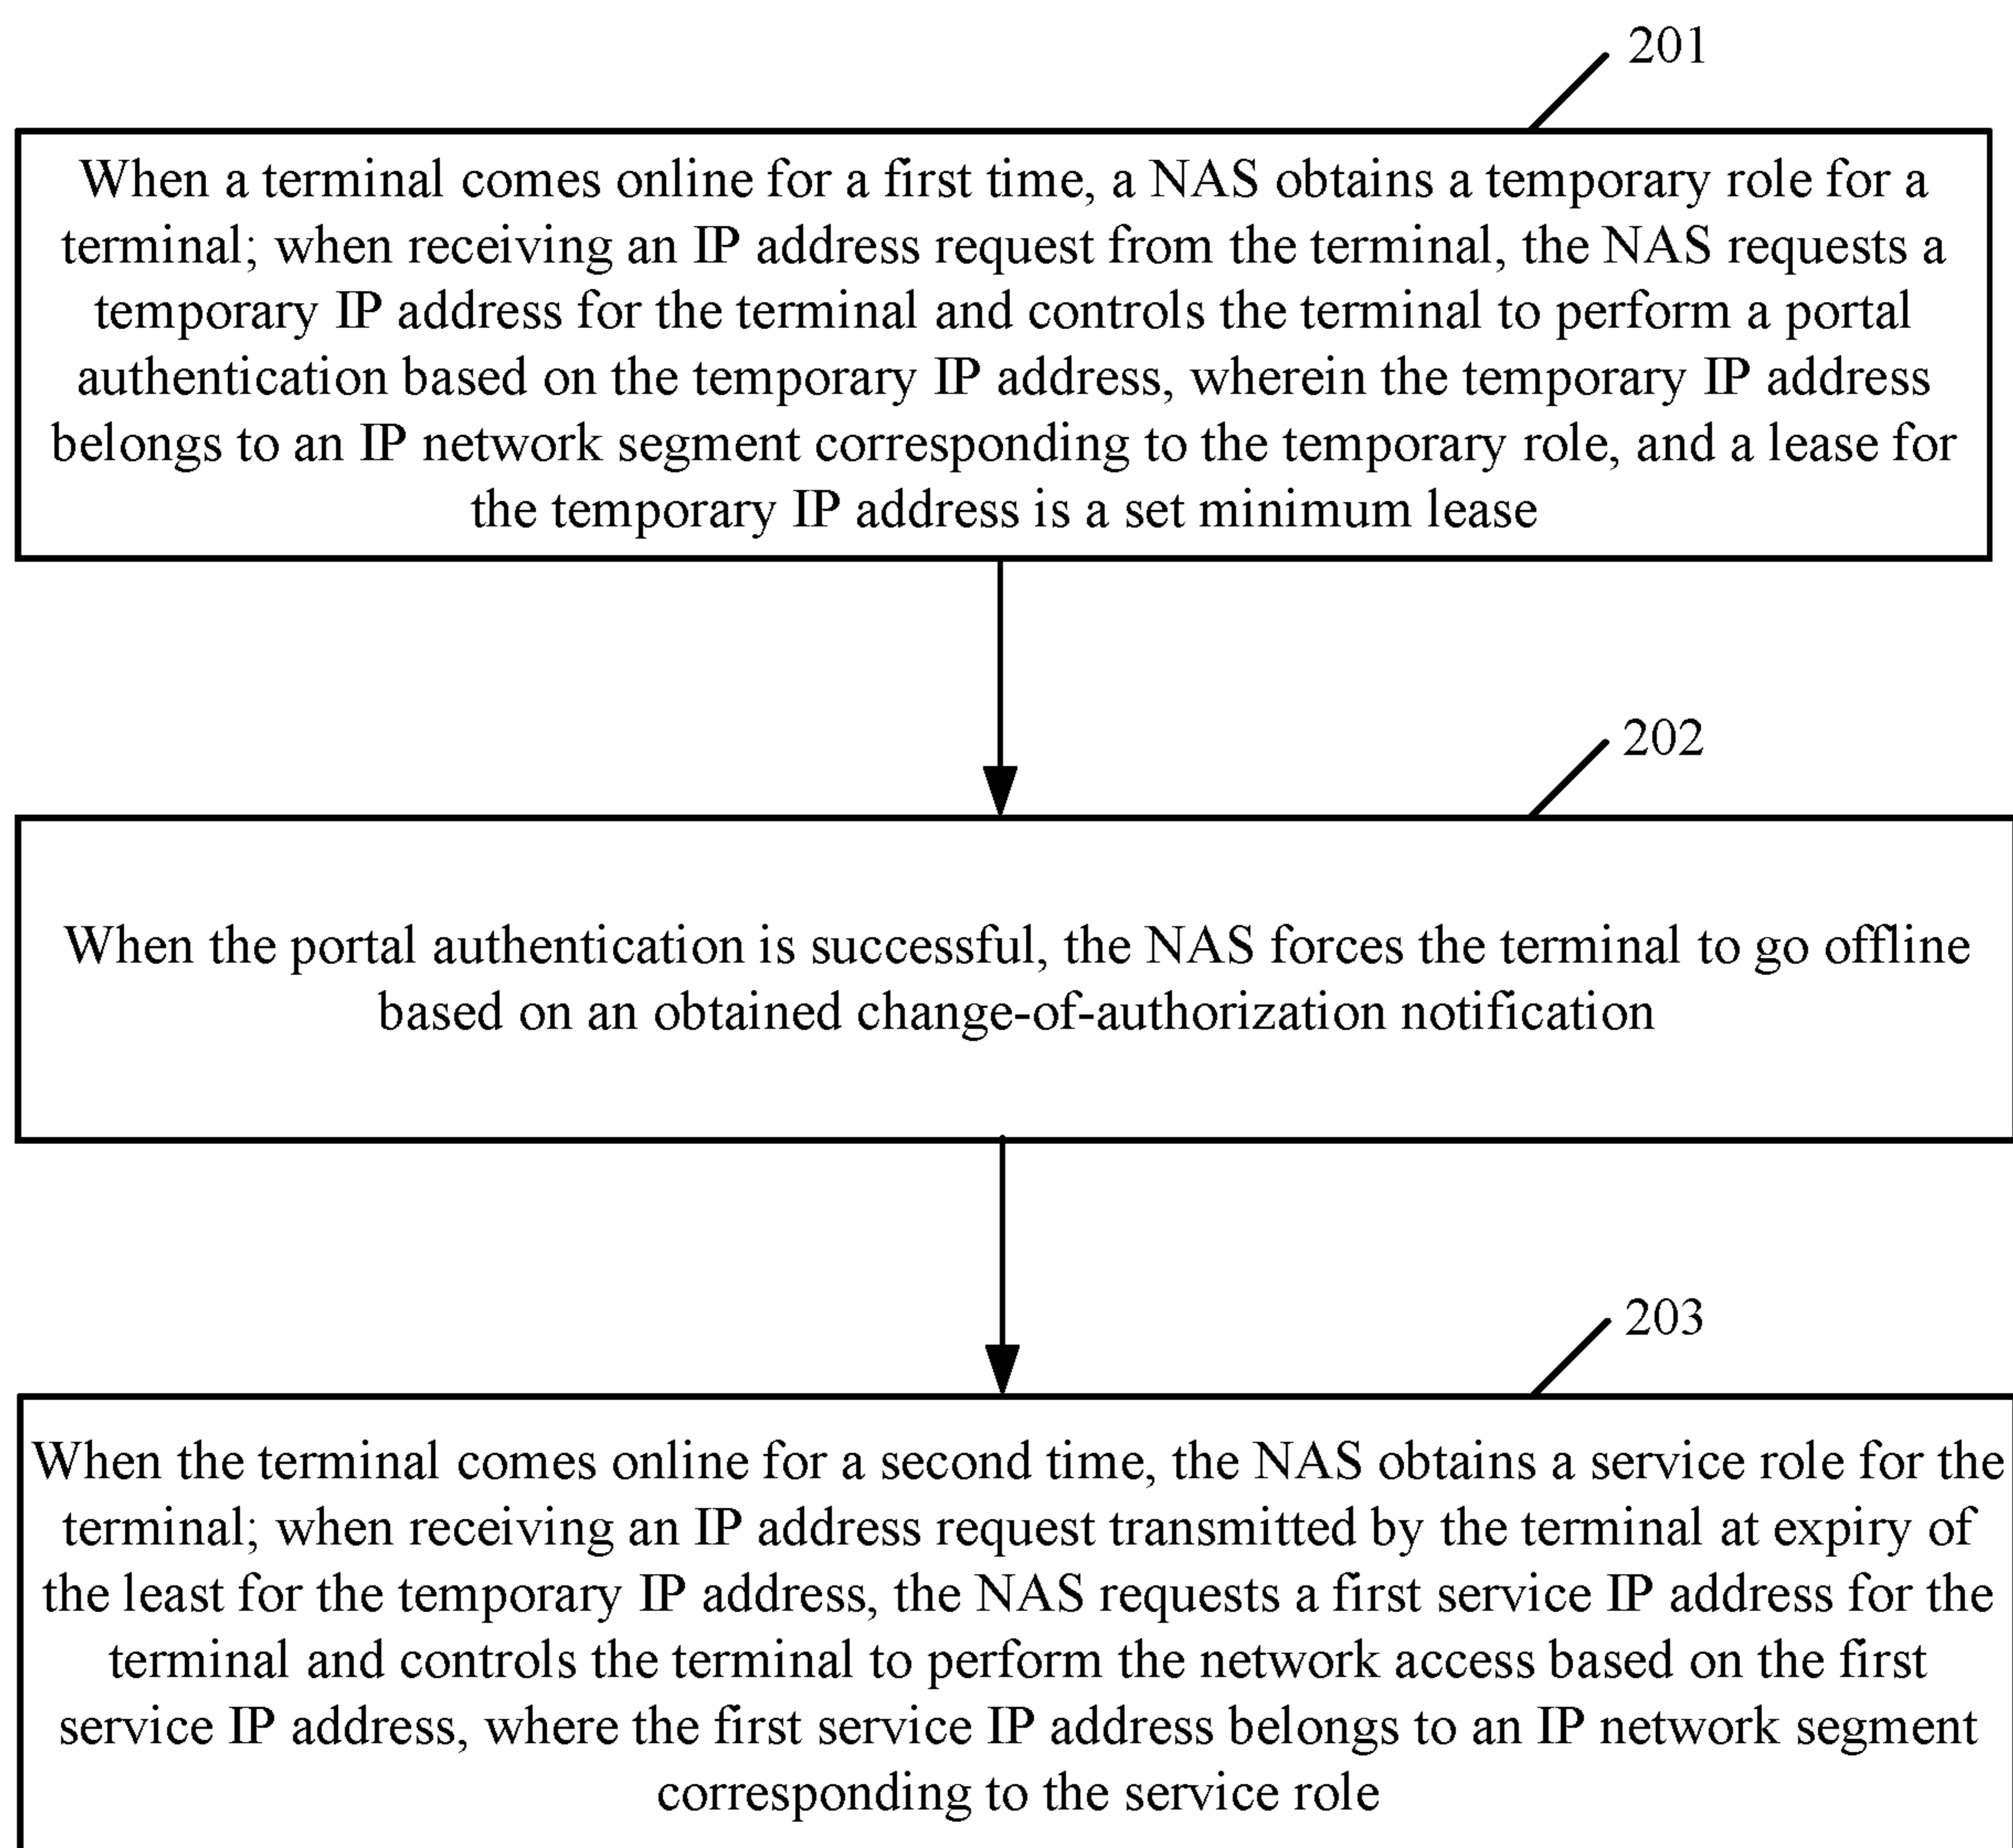 201
When a terminal comes online for a first time, a NAS obtains a temporary role for a
terminal; when receiving an IP address request from the terminal, the NAS requests a
temporary IP address for the terminal and controls the terminal to perform a portal
authentication based on the temporary IP address, wherein the temporary IP address
belongs to an IP network segment corresponding to the temporary role, and a lease for
the temporary IP address is a set minimum lease
202
When the portal authentication is successful, the NAS forces the terminal to go offline
based on an obtained change-of-authorization notification
203
When the terminal comes online for a second time, the NAS obtains a service role for the
terminal; when receiving an IP address request transmitted by the terminal at expiry of
the least for the temporary IP address, the NAS requests a first service IP address for the
terminal and controls the terminal to perform the network access based on the first
service IP address, where the first service IP address belongs to an IP network segment
corresponding to the service role